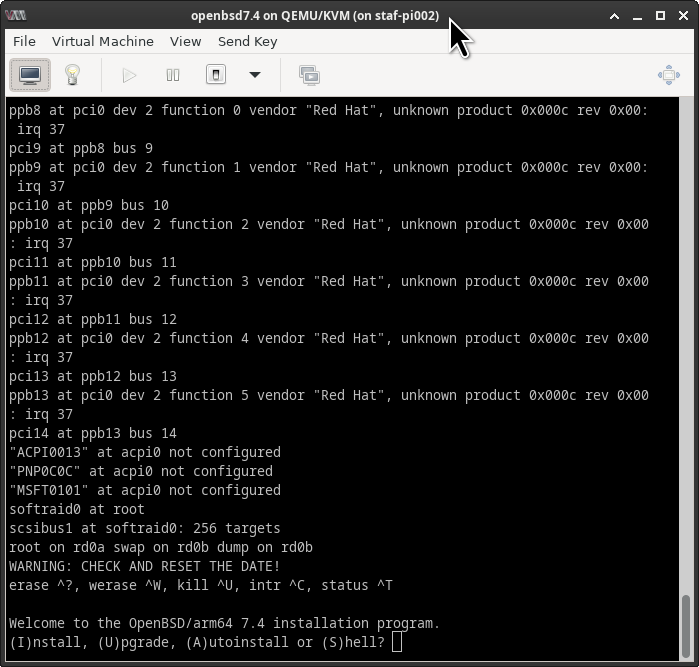 openbsd7.4 on QEMU/KVM (on staf-pi002)
File Virtual Machine View Send Key
ppb8 at pci0 dev 2 function 0 vendor "Red Hat", unknown product 0x000c rev 0x00:
 irq 37
pci9 at ppb8 bus 9
ppb9 at pci0 dev 2 function 1 vendor "Red Hat", unknown product 0x000c rev 0x00:
 irq 37
pci10 at ppb9 bus 10
ppb10 at pci0 dev 2 function 2 vendor "Red Hat", unknown product 0x000c rev 0x00
: irq 37
pci11 at ppb10 bus 11
ppb11 at pci0 dev 2 function 3 vendor "Red Hat", unknown product 0x000c rev 0x00
: irq 37
pci12 at ppb11 bus 12
ppb12 at pci0 dev 2 function 4 vendor "Red Hat", unknown product 0x000c rev 0x00
: irq 37
pci13 at ppb12 bus 13
ppb13 at pci0 dev 2 function 5 vendor "Red Hat", unknown product 0x000c rev 0x00
: irq 37
pci14 at ppb13 bus 14
"ACPI0013" at acpi0 not configured
"PNP0C0C" at acpi0 not configured
"MSFT0101" at acpi0 not configured
softraid0 at root
scsibus1 at softraid0: 256 targets
root on rd0a swap on rd0b dump on rd0b
WARNING: CHECK AND RESET THE DATE!
erase ^?, werase ^W, kill ^U, intr ^C, status ^T
Welcome to the OpenBSD/arm64 7.4 installation program.
(I)nstall, (U)pgrade, (A)utoinstall or (S)hell?